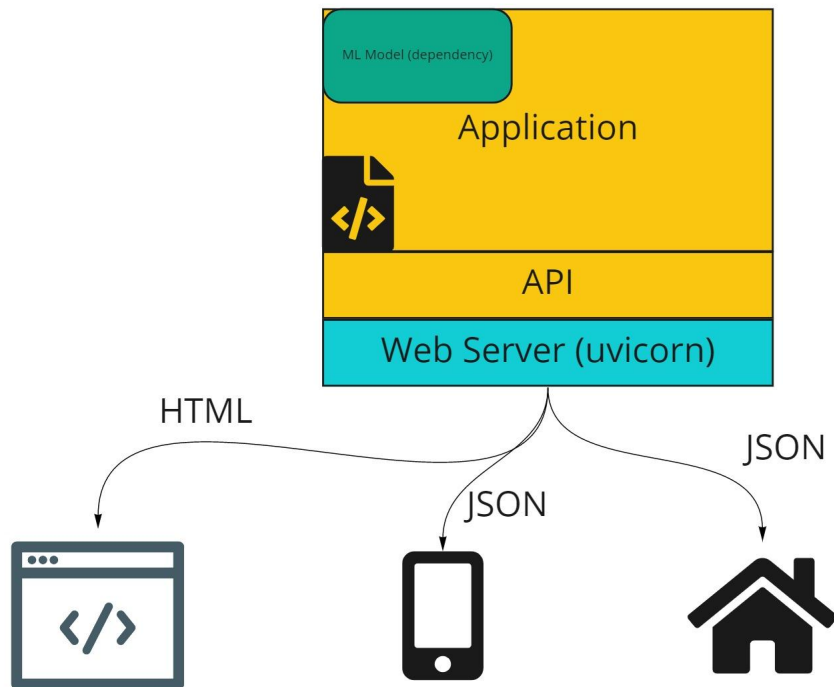 ML Model (dependency)
Application
API
Web Server (uvicorn)
HTML
JSON
JSON